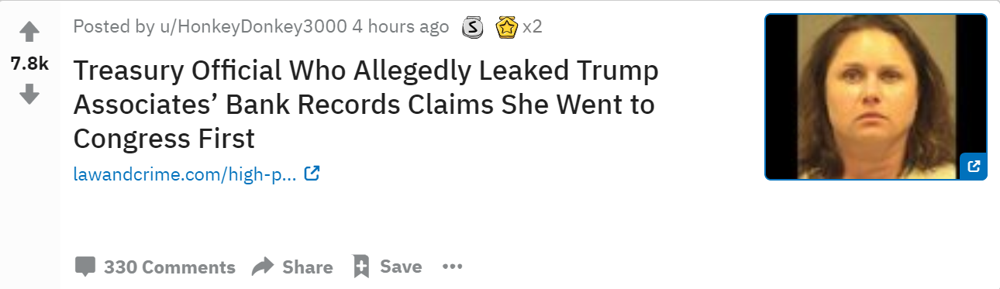 Posted by u/HonkeyDonkey3000 4 hours ago S x2
7.8k
Treasury Official Who Allegedly Leaked Trump
Associates’ Bank Records Claims She Went to
Congress First
lawandcrime.com/high-p...
330 Comments Share Save